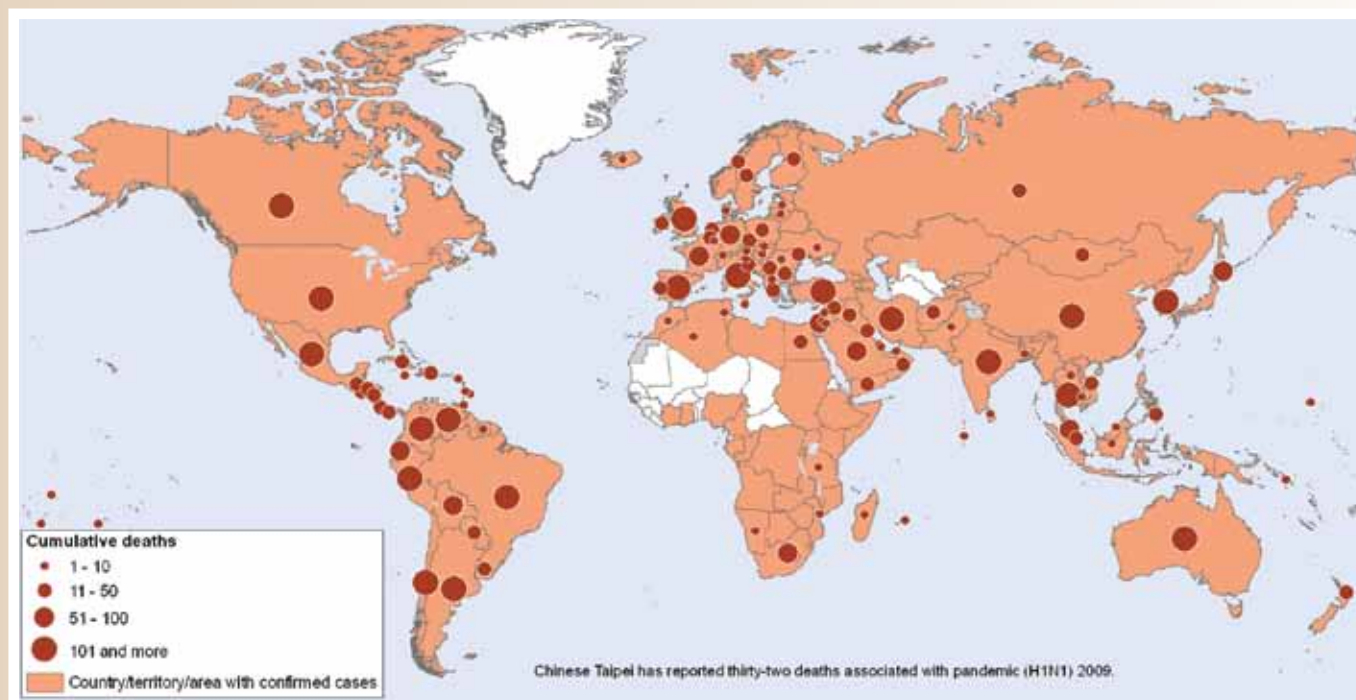 Cumulative deaths
1 - 10
11 - 50
51 - 100
101 and more
Country/territory/area with confirmed cases
Chinese Taipei has reported thirty-two deaths associated with pandemic (H1N1) 2009.